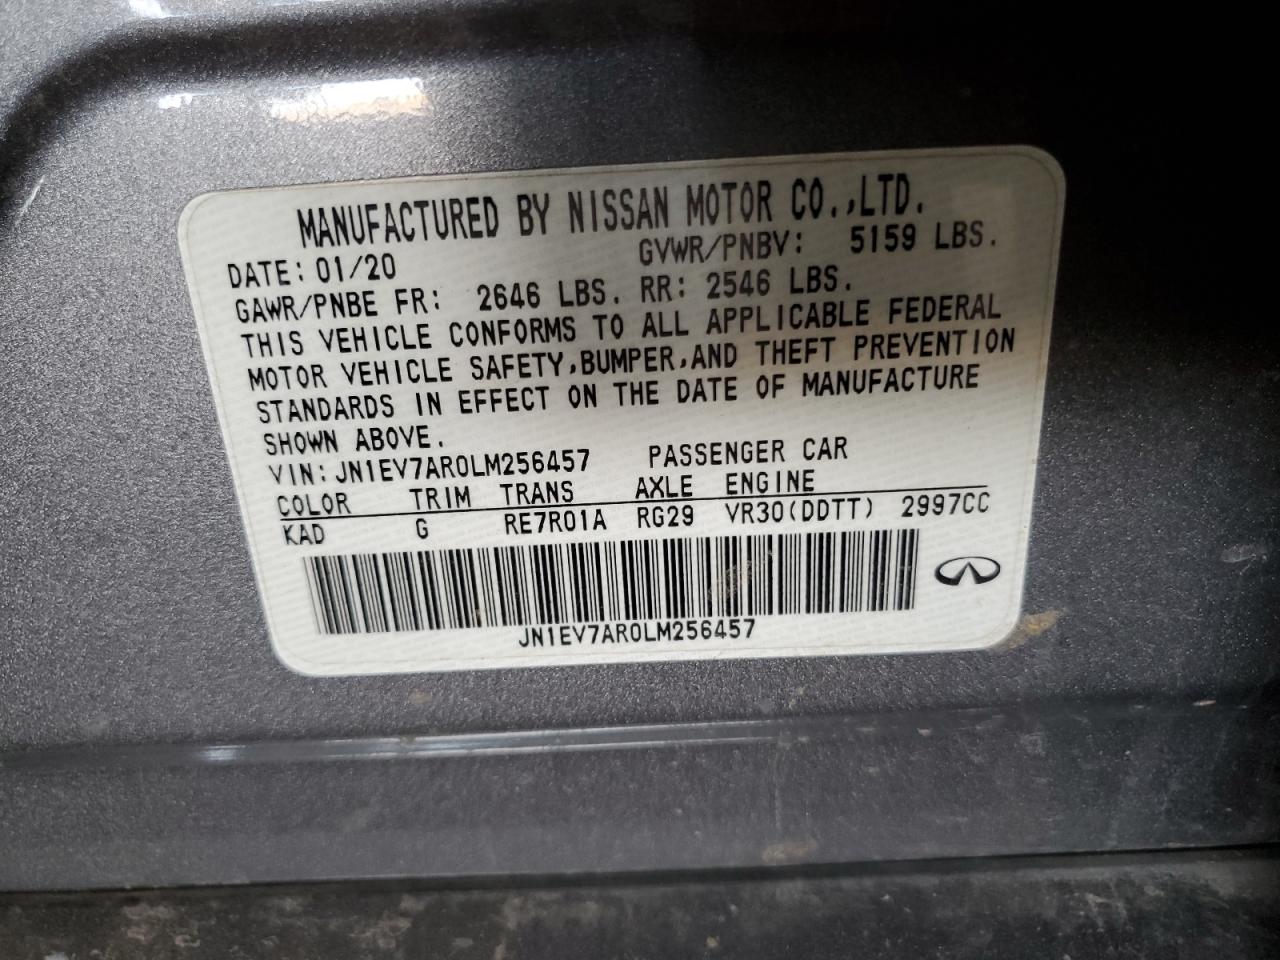 MANUFACTURED BY NISSAN MOTOR CO.,LTD.
DATE: 01/20 GVWR/PNBV: 5159 LBS.
GAWR/PNBE FR: 2646 LBS. RR: 2546 LBS.
THIS VEHICLE CONFORMS TO ALL APPLICABLE FEDERAL
MOTOR VEHICLE SAFETY,BUMPER,AND THEFT PREVENTION
STANDARDS IN EFFECT ON THE DATE OF MANUFACTURE
SHOWN ABOVE.
VIN: JN1EV7AR0LM256457 PASSENGER CAR
COLOR TRIM TRANS AXLE ENGINE
KAD G RE7R01A RG29 VR30(DDTT) 2997CC
JN1EV7AR0LM256457